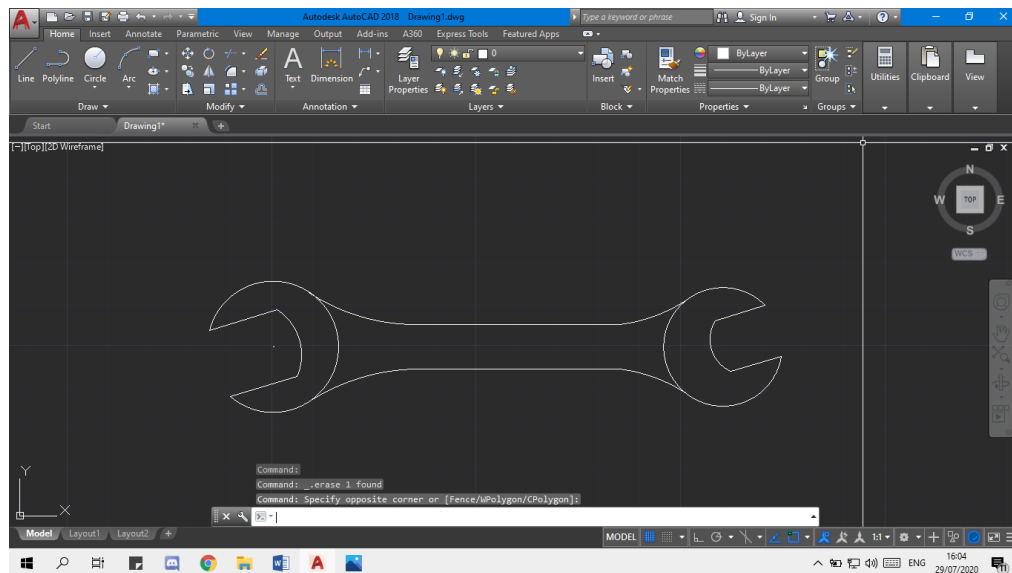 Autodesk AutoCAD 2018 Drawing1.dwg
Type a keyword or phrase
Sign In
Home Insert Annotate Parametric View Manage Output Add-ins A360 Express Tools Featured Apps
Line Polyline Circle Arc
Text Dimension
Layer Properties
0
Insert
Match Properties
ByLayer
ByLayer
ByLayer
Group
Utilities
Clipboard
View
Draw Modify Annotation Layers Block Properties Groups
Start Drawing1*
[−][Top][2D Wireframe]
N
W TOP E
S
WCS
Y
X
Command:
Command: _.erase 1 found
Command: Specify opposite corner or [Fence/WPolygon/CPolygon]:
Model Layout1 Layout2 +
MODEL
1:1
ENG
16:04
29/07/2020